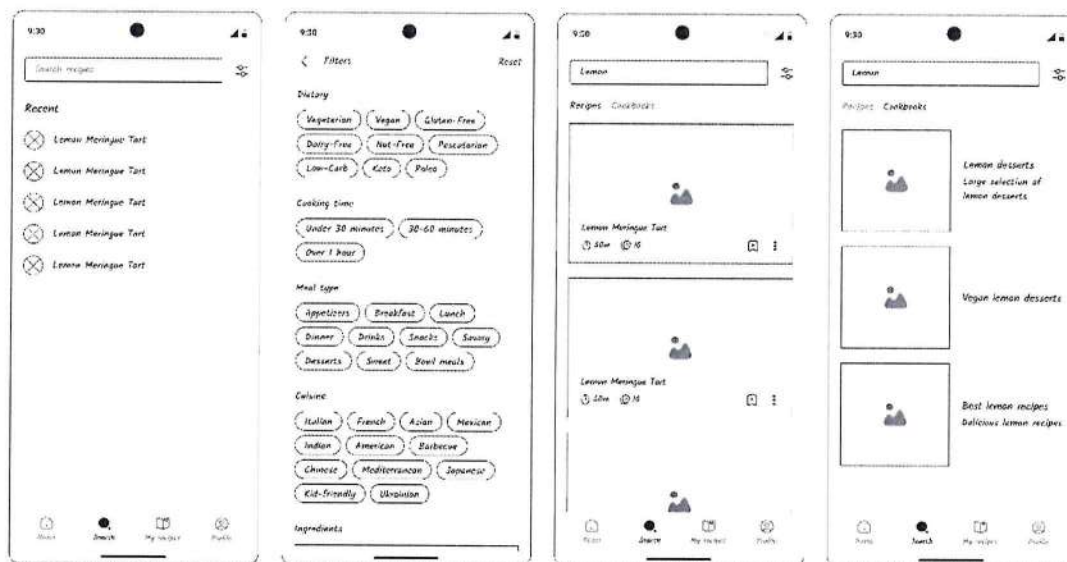 9:30
Search recipes
Recent
Lemon Meringue Tart
Lemon Meringue Tart
Lemon Meringue Tart
Lemon Meringue Tart
Lemon Meringue Tart
Home Search My recipes Profile
9:30
Filters Reset
Dietary
Vegetarian Vegan Gluten-Free
Dairy-Free Nut-Free Pescatarian
Low-Carb Keto Paleo
Cooking time
Under 30 minutes 30-60 minutes
Over 1 hour
Meal type
Appetizers Breakfast Lunch
Dinner Drinks Snacks Savory
Desserts Sweet Bowl meals
Cuisine
Italian French Asian Mexican
Indian American Barbecue
Chinese Mediterranean Japanese
Kid-friendly Ukrainian
Ingredients
9:30
Lemon
Recipes Cookbooks
Lemon Meringue Tart
10
Lemon Meringue Tart
10
Home Search My recipes Profile
9:30
Lemon
Recipes Cookbooks
Lemon desserts
Large selection of
lemon desserts
Vegan lemon desserts
Best lemon recipes
Delicious lemon recipes
Home Search My recipes Profile